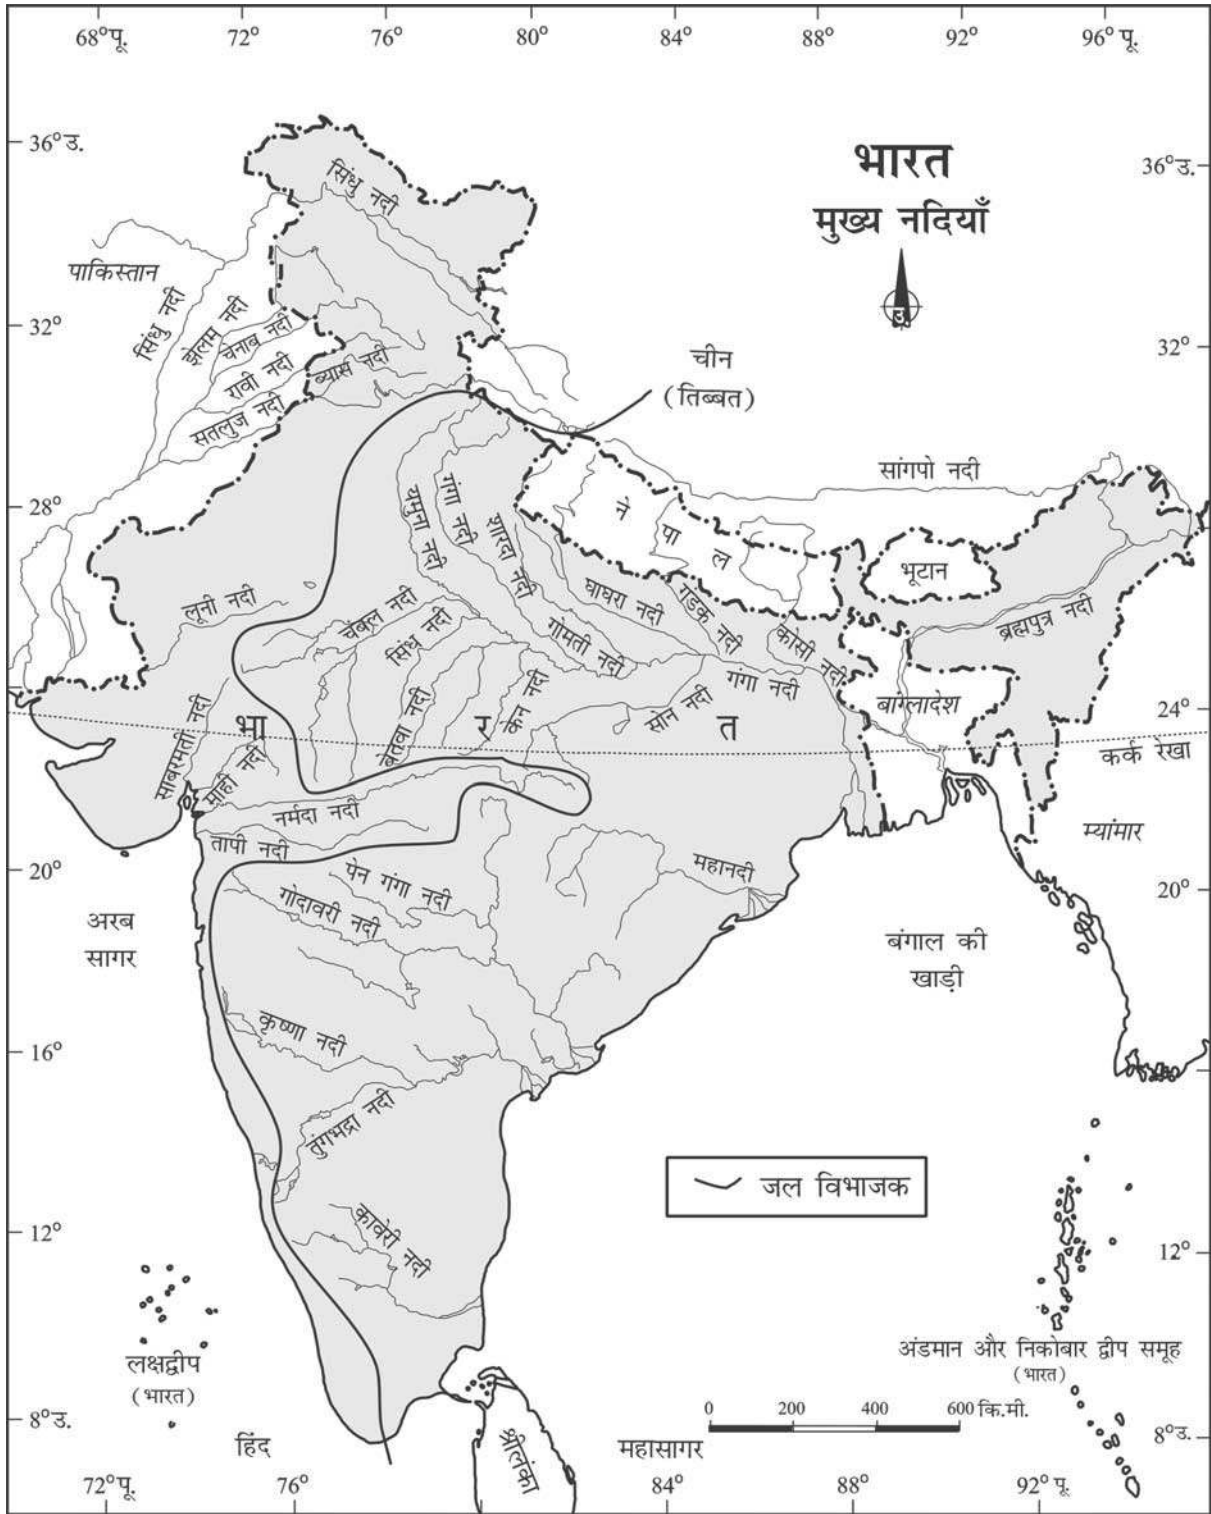 68° पू.
72°
76°
80°
84°
88°
92°
96° पू.
36° उ.
36° उ.
भारत
मुख्य नदियाँ
उ
सिंधु नदी
पाकिस्तान
सिंधु नदी
झेलम नदी
चेनाब नदी
रावी नदी
ब्यास नदी
सतलुज नदी
32°
32°
चीन
(तिब्बत)
सांगपो नदी
28°
28°
यमुना नदी
गंगा नदी
शारदा नदी
नेपाल
भूटान
ब्रह्मपुत्र नदी
लूनी नदी
चंबल नदी
सिंधु नदी
घाघरा नदी
गंडक नदी
गोमती नदी
कोसी नदी
गंगा नदी
बेतवा नदी
केन नदी
सोन नदी
बांग्लादेश
24°
साबरमती नदी
माही नदी
भा र त
कर्क रेखा
नर्मदा नदी
म्यांमार
तापी नदी
20°
20°
पेन गंगा नदी
गोदावरी नदी
महानदी
अरब
सागर
बंगाल की
खाड़ी
16°
कृष्णा नदी
तुंगभद्रा नदी
जल विभाजक
12°
12°
कावेरी नदी
लक्षद्वीप
(भारत)
अंडमान और निकोबार द्वीप समूह
(भारत)
0 200 400 600 कि.मी.
8° उ.
8° उ.
हिंद
महासागर
श्रीलंका
72° पू.
76°
84°
88°
92° पू.